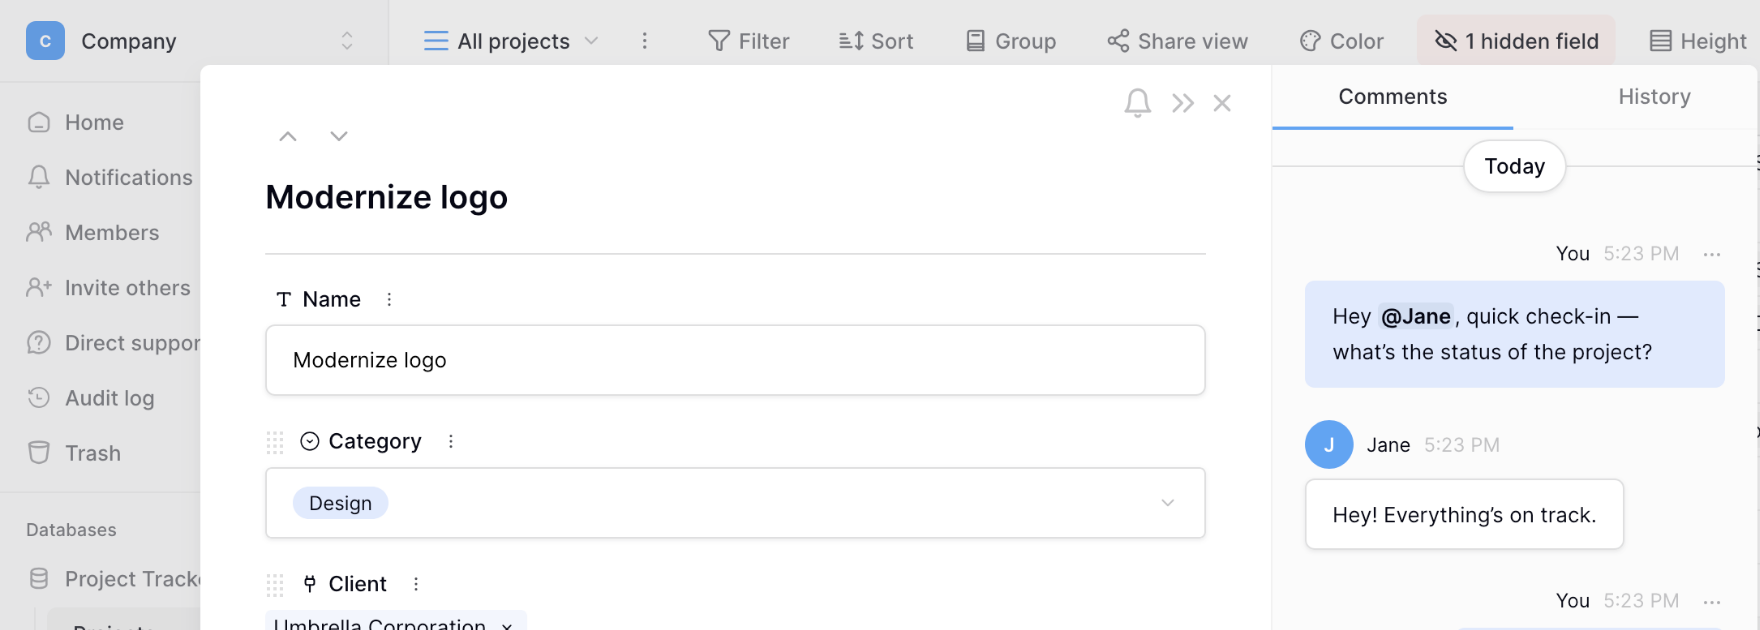 C Company
All projects
Filter
Sort
Group
Share view
Color
1 hidden field
Height
Home
Notifications
Members
Invite others
Direct suppor
Audit log
Trash
Databases
Project Track
Modernize logo
Name
Modernize logo
Category
Design
Client
Umbrella Corporation ×
Comments
History
Today
You 5:23 PM
Hey @Jane, quick check-in —
what’s the status of the project?
J Jane 5:23 PM
Hey! Everything’s on track.
You 5:23 PM